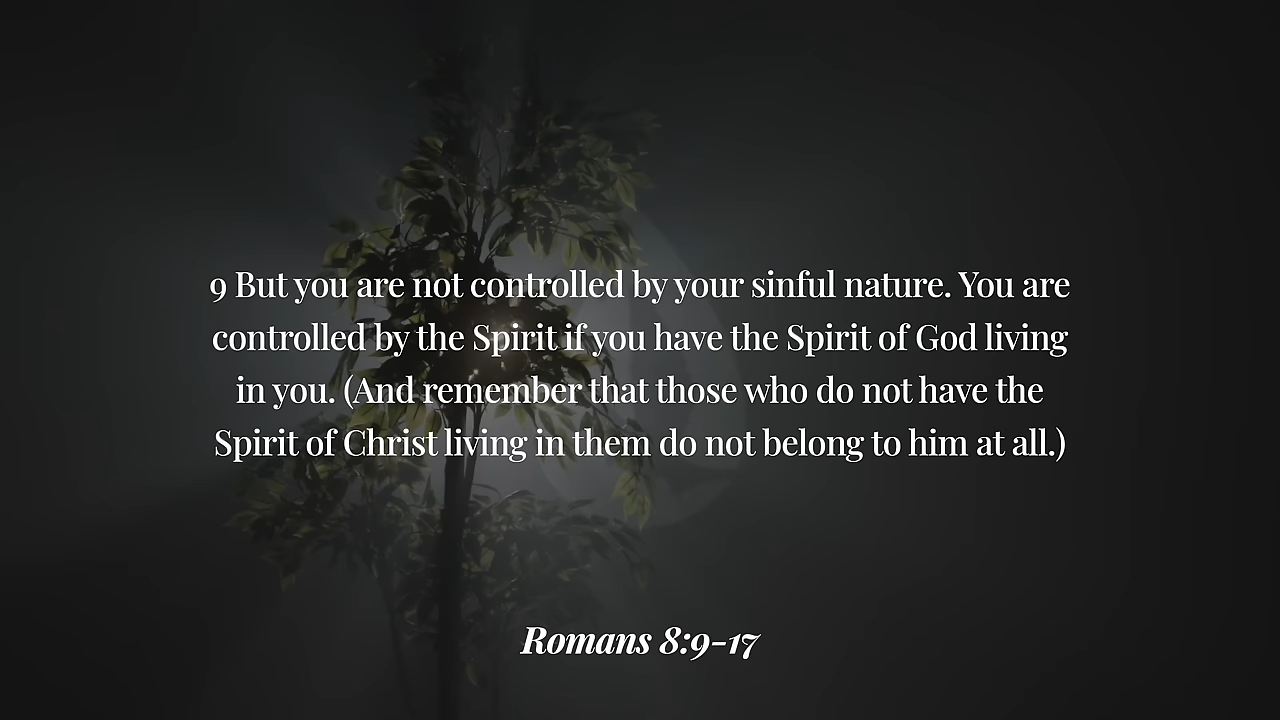 9 But you are not controlled by your sinful nature. You are
controlled by the Spirit if you have the Spirit of God living
in you. (And remember that those who do not have the
Spirit of Christ living in them do not belong to him at all.)
Romans 8:9-17